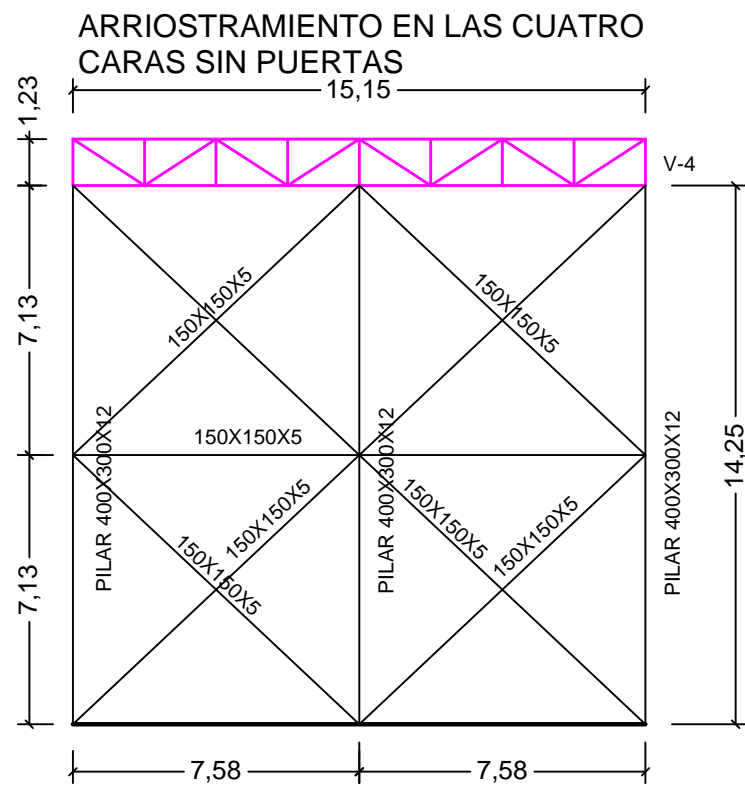 ARRIOSTRAMIENTO EN LAS CUATRO
CARAS SIN PUERTAS
15,15
1,23
V-4
7,13
150X150X5
150X150X5
150X150X5
PILAR 400X300X12
PILAR 400X300X12
PILAR 400X300X12
14,25
7,13
150X150X5
150X150X5
150X150X5
150X150X5
7,58
7,58